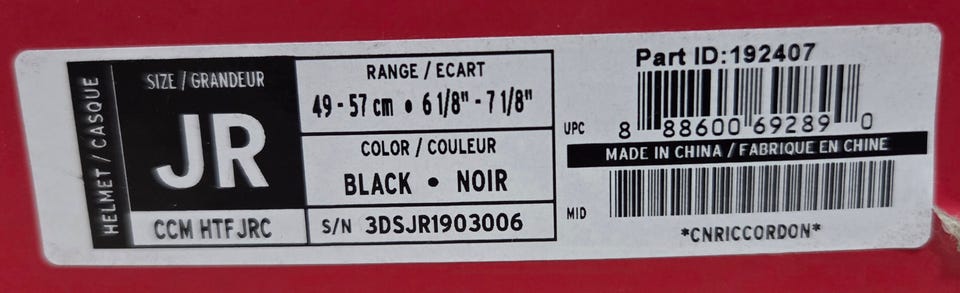 HELMET / CASQUE
SIZE / GRANDEUR
JR
CCM HTFJRC
RANGE / ECART
49 - 57 cm • 6 1/8" - 7 1/8"
COLOR / COULEUR
BLACK • NOIR
S/N 3DSJR1903006
Part ID:192407
UPC 8 88600 69289 0
MADE IN CHINA / FABRIQUE EN CHINE
MID
*CNRICCORDON*